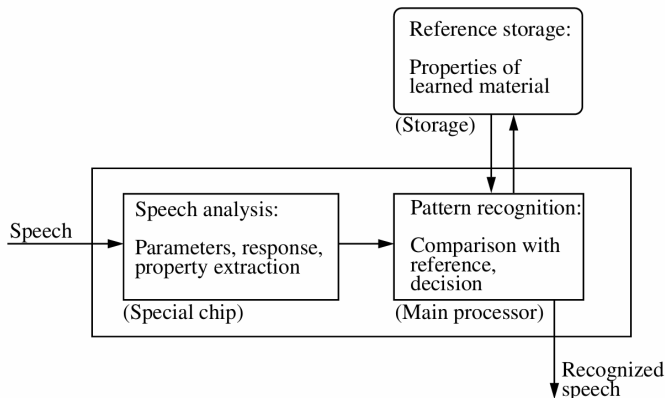 Reference storage:
Properties of
learned material
(Storage)
Speech
Speech analysis:
Parameters, response,
property extraction
(Special chip)
Pattern recognition:
Comparison with
reference,
decision
(Main processor)
Recognized
speech